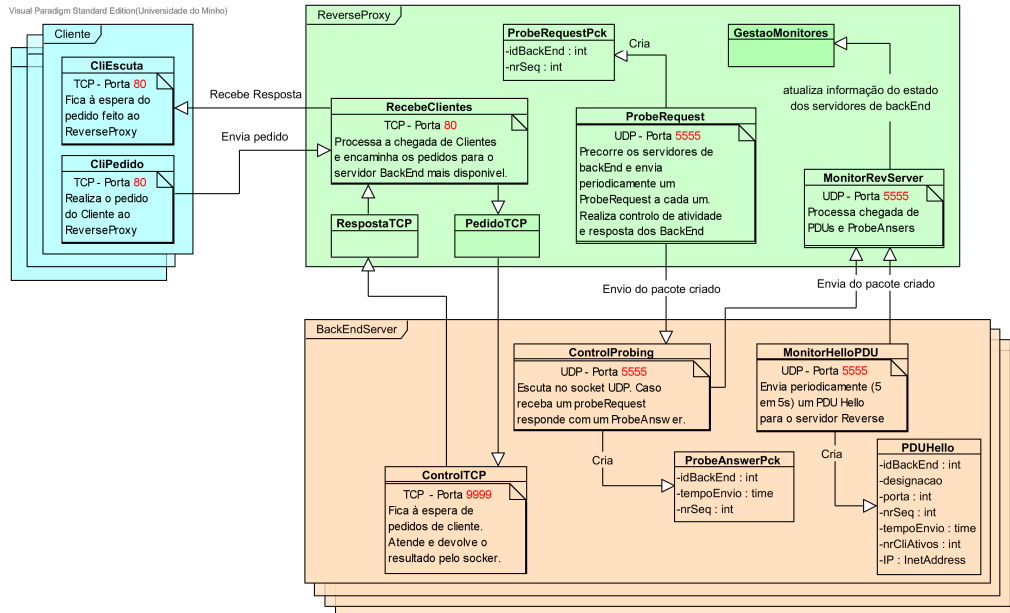 Visual Paradigm Standard Edition(Universidade do Minho)
Cliente
CliEscuta
TCP - Porta 80
Fica à espera do
pedido feito ao
ReverseProxy
CliPedido
TCP - Porta 80
Realiza o pedido
do Cliente ao
ReverseProxy
Recebe Resposta
Envia pedido
ReverseProxy
ProbeRequestPck
-idBackEnd : int
-nrSeq : int
Cria
GestaoMonitores
atualiza informação do estado
dos servidores de backEnd
RecebeClientes
TCP - Porta 80
Processa a chegada de Clientes
e encaminha os pedidos para o
servidor BackEnd mais disponivel.
ProbeRequest
UDP - Porta 5555
Precorre os servidores de
backEnd e envia
periodicamente um
ProbeRequest a cada um.
Realiza controlo de atividade
e resposta dos BackEnd
MonitorRevServer
UDP - Porta 5555
Processa chegada de
PDUs e ProbeAnsers
RespostaTCP
PedidoTCP
Envio do pacote criado
Envia do pacote criado
BackEndServer
ControlProbing
UDP - Porta 5555
Escuta no socket UDP. Caso
receba um probeRequest
responde com um ProbeAnswer.
MonitorHelloPDU
UDP - Porta 5555
Envia periodicamente (5
em 5s) um PDU Hello
para o servidor Reverse
Cria
Cria
ProbeAnswerPck
-idBackEnd : int
-tempoEnvio : time
-nrSeq : int
PDUHello
-idBackEnd : int
-designacao
-porta : int
-nrSeq : int
-tempoEnvio : time
-nrCliAtivos : int
-IP : InetAddress
ControlTCP
TCP - Porta 9999
Fica à espera de
pedidos de cliente.
Atende e devolve o
resultado pelo socker.